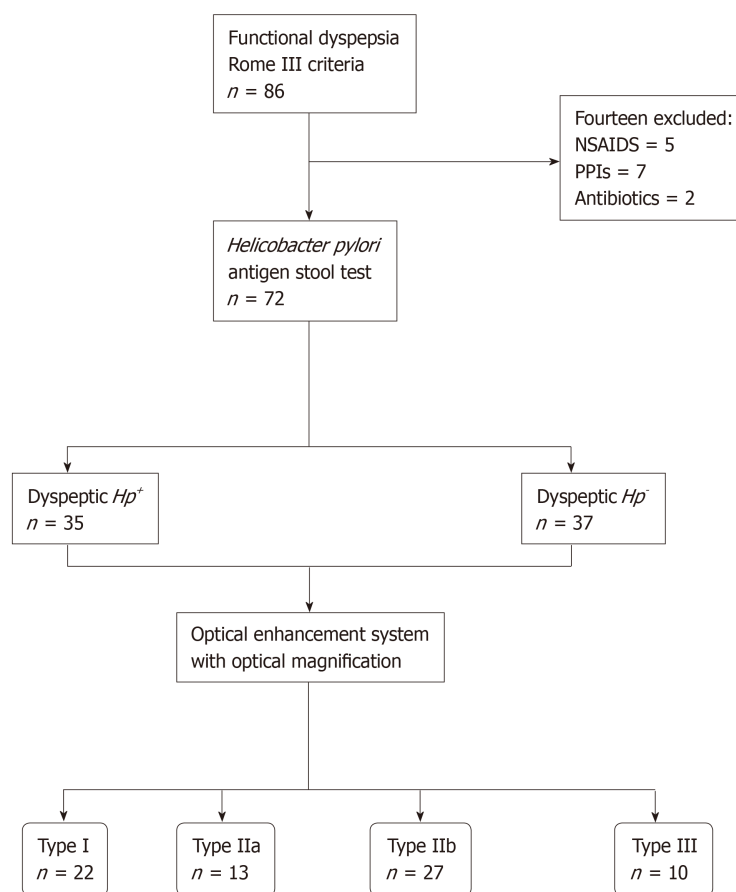 Functional dyspepsia
Rome III criteria
n = 86
Fourteen excluded:
NSAIDS = 5
PPIs = 7
Antibiotics = 2
Helicobacter pylori
antigen stool test
n = 72
Dyspeptic Hp⁺
n = 35
Dyspeptic Hp⁻
n = 37
Optical enhancement system
with optical magnification
Type I
n = 22
Type IIa
n = 13
Type IIb
n = 27
Type III
n = 10